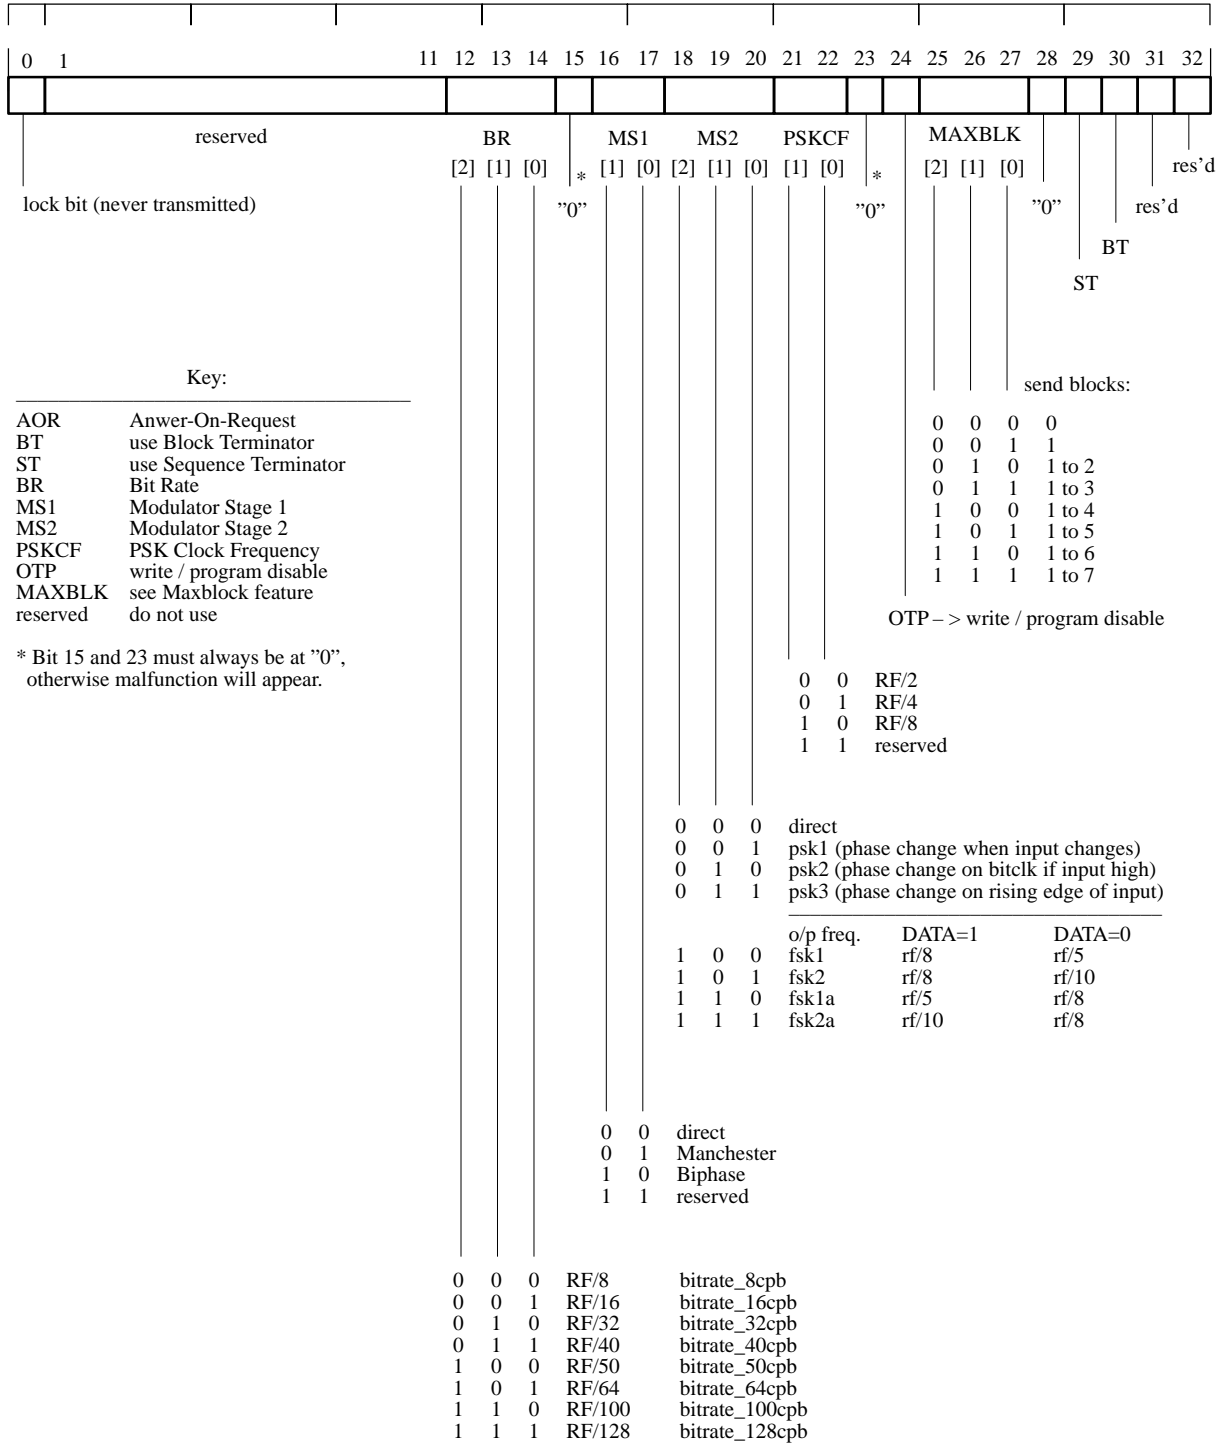 0 1 11 12 13 14 15 16 17 18 19 20 21 22 23 24 25 26 27 28 29 30 31 32
reserved BR MS1 MS2 PSKCF MAXBLK
[2] [1] [0] * [1] [0] [2] [1] [0] [1] [0] * [2] [1] [0] res’d
lock bit (never transmitted) ”0” ”0” ”0” res’d
BT
ST
Key:
AOR Anwer-On-Request
BT use Block Terminator
ST use Sequence Terminator
BR Bit Rate
MS1 Modulator Stage 1
MS2 Modulator Stage 2
PSKCF PSK Clock Frequency
OTP write / program disable
MAXBLK see Maxblock feature
reserved do not use
* Bit 15 and 23 must always be at ”0”,
otherwise malfunction will appear.
send blocks:
0 0 0 0
0 0 1 1
0 1 0 1 to 2
0 1 1 1 to 3
1 0 0 1 to 4
1 0 1 1 to 5
1 1 0 1 to 6
1 1 1 1 to 7
OTP – > write / program disable
0 0 RF/2
0 1 RF/4
1 0 RF/8
1 1 reserved
0 0 0 direct
0 0 1 psk1 (phase change when input changes)
0 1 0 psk2 (phase change on bitclk if input high)
0 1 1 psk3 (phase change on rising edge of input)
o/p freq. DATA=1 DATA=0
1 0 0 fsk1 rf/8 rf/5
1 0 1 fsk2 rf/8 rf/10
1 1 0 fsk1a rf/5 rf/8
1 1 1 fsk2a rf/10 rf/8
0 0 direct
0 1 Manchester
1 0 Biphase
1 1 reserved
0 0 0 RF/8 bitrate_8cpb
0 0 1 RF/16 bitrate_16cpb
0 1 0 RF/32 bitrate_32cpb
0 1 1 RF/40 bitrate_40cpb
1 0 0 RF/50 bitrate_50cpb
1 0 1 RF/64 bitrate_64cpb
1 1 0 RF/100 bitrate_100cpb
1 1 1 RF/128 bitrate_128cpb